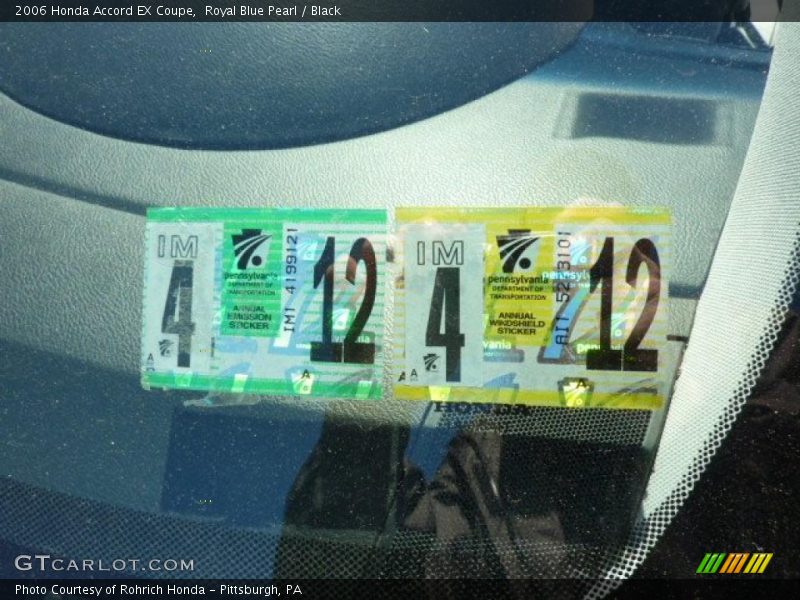 2006 Honda Accord EX Coupe, Royal Blue Pearl / Black
IM
4
pennsylvania
DEPARTMENT OF
TRANSPORTATION
ANNUAL
EMISSION
STICKER
IM1 4199121
12
A
A
IM
4
A A
pennsylvania
DEPARTMENT OF
TRANSPORTATION
ANNUAL
WINDSHIELD
STICKER
12
A
HONDA
GTCARLOT.COM
Photo Courtesy of Rohrich Honda - Pittsburgh, PA